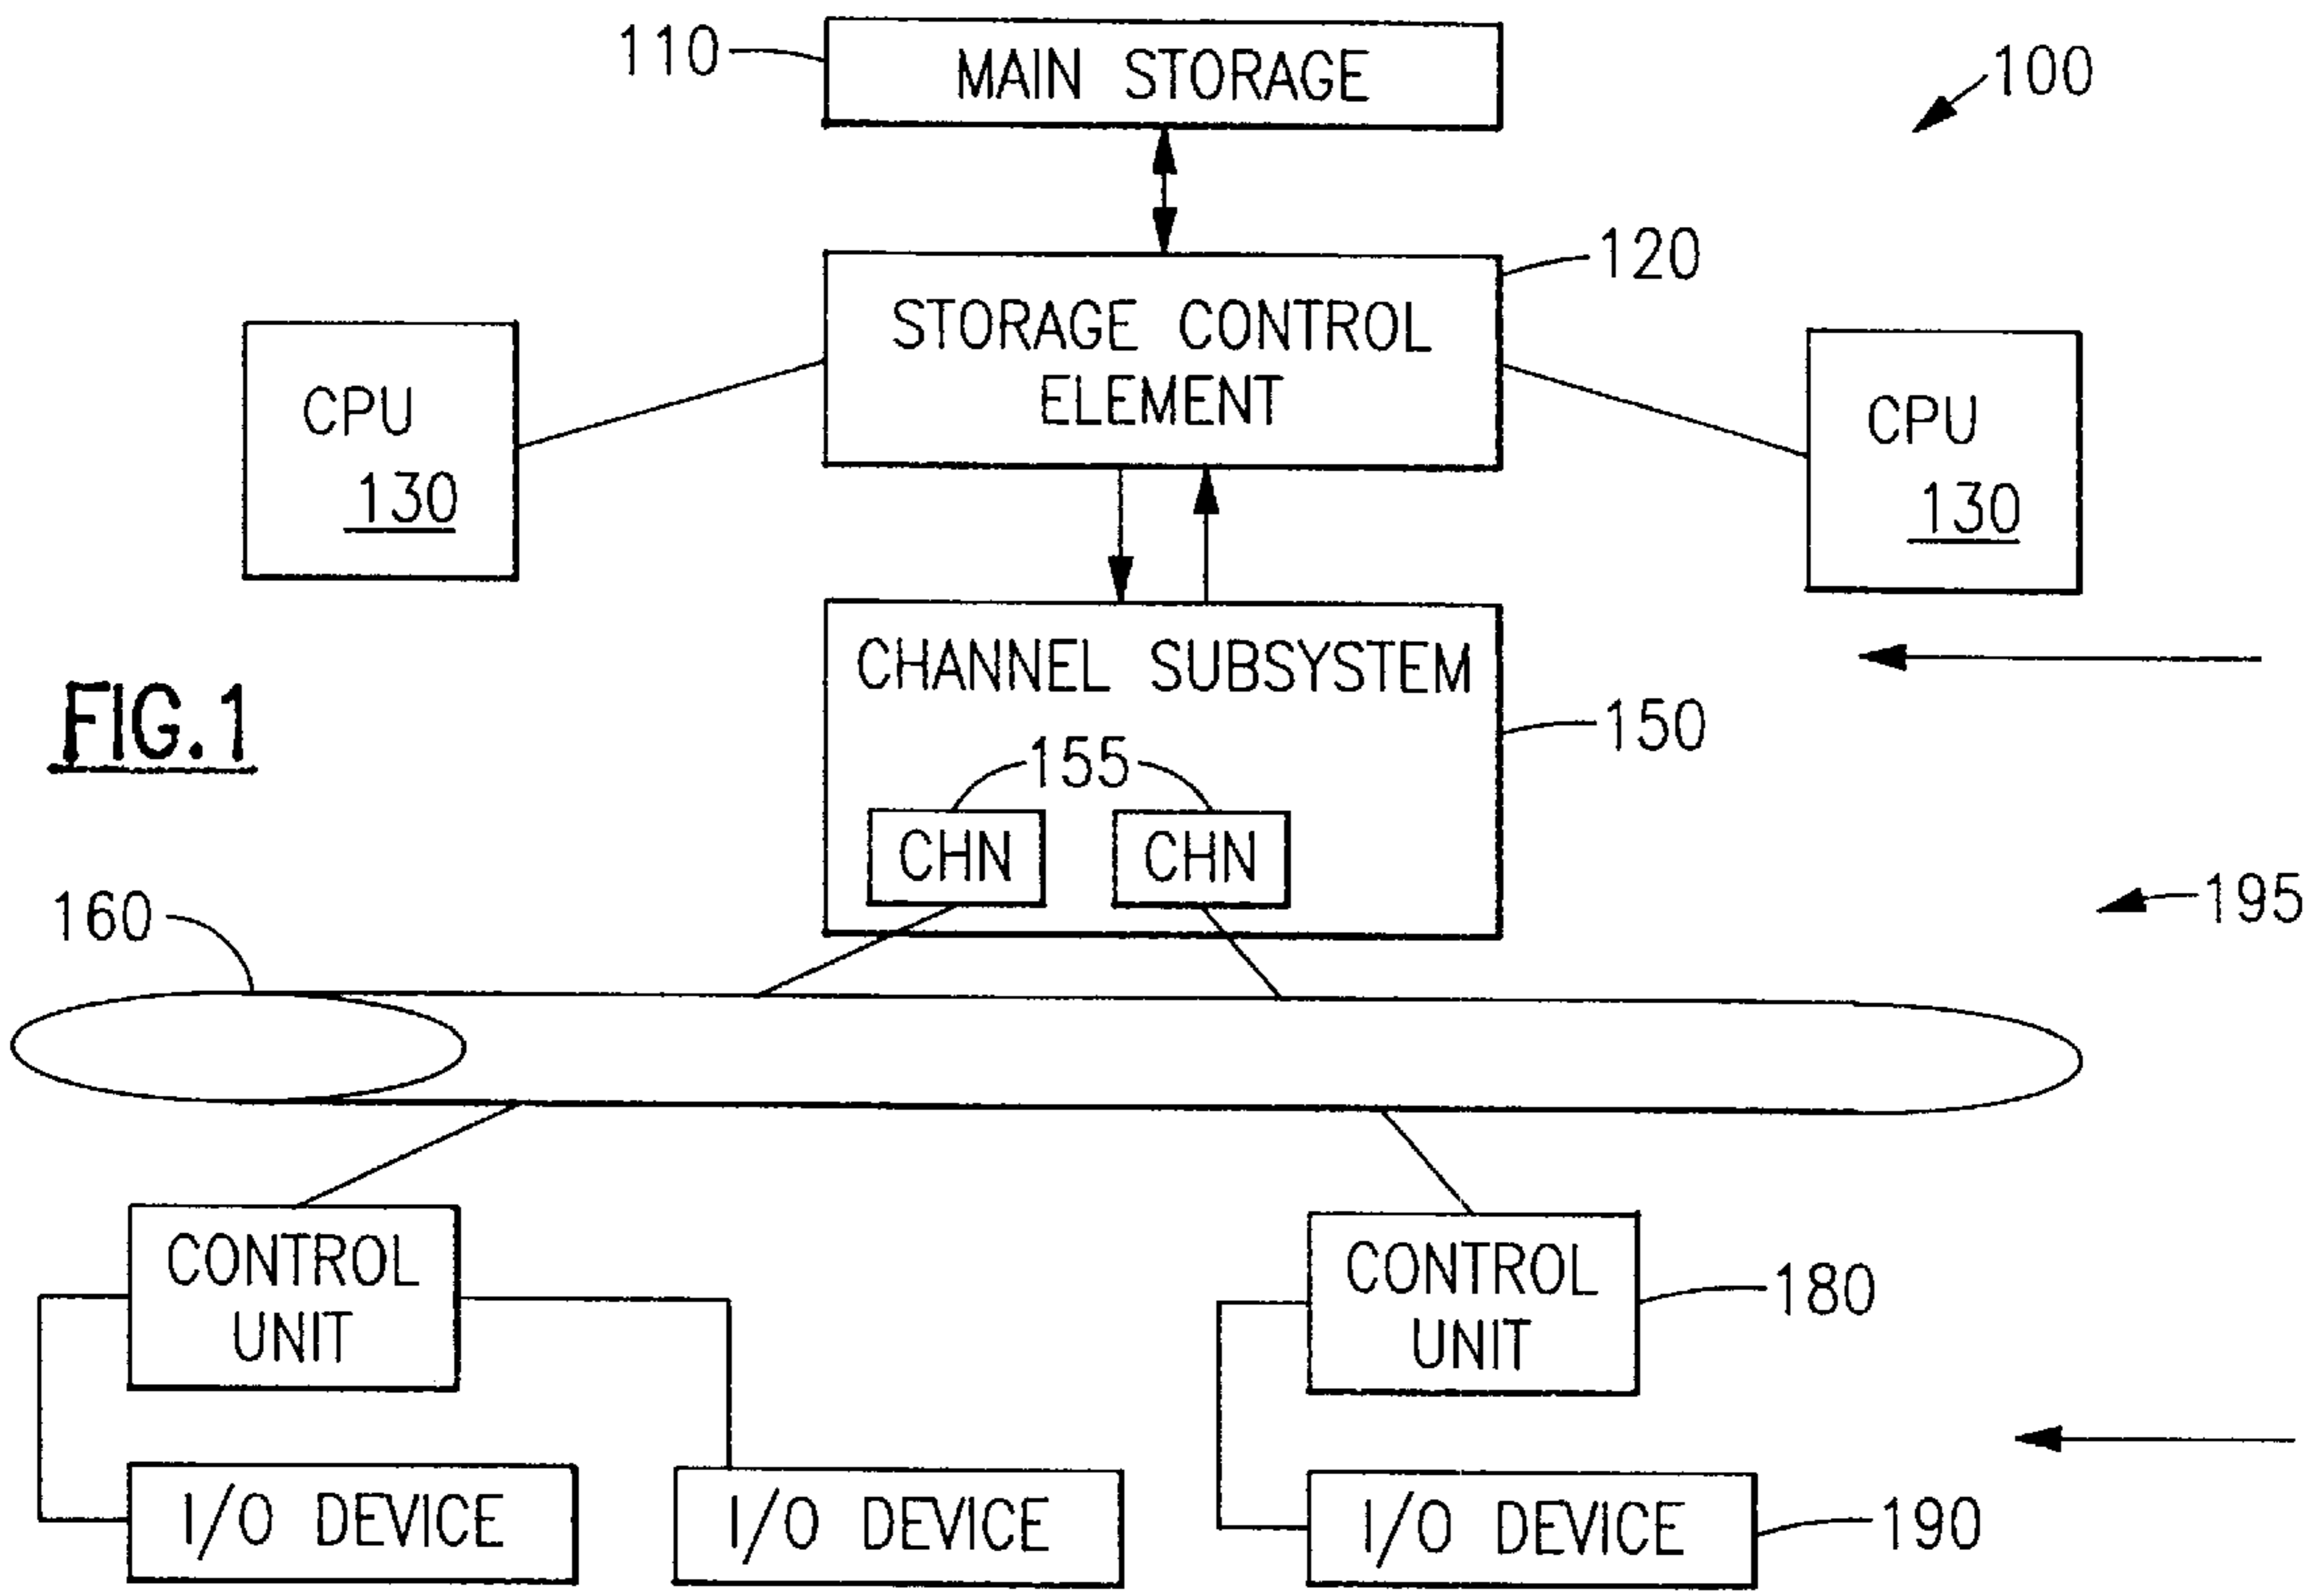 110
MAIN STORAGE
100
120
STORAGE CONTROL
ELEMENT
CPU
130
CPU
130
CHANNEL SUBSYSTEM
150
FIG.1
155
CHN
CHN
195
160
CONTROL
UNIT
CONTROL
UNIT
180
I/O DEVICE
I/O DEVICE
I/O DEVICE
190